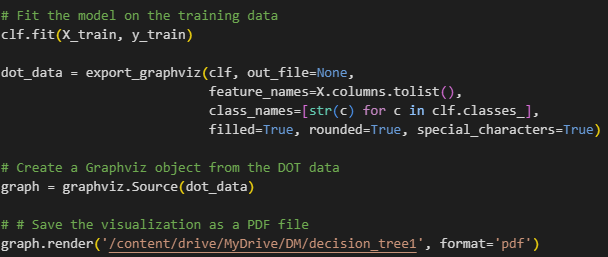 # Fit the model on the training data
clf.fit(X_train, y_train)
dot_data = export_graphviz(clf, out_file=None,
feature_names=X.columns.tolist(),
class_names=[str(c) for c in clf.classes_],
filled=True, rounded=True, special_characters=True)
# Create a Graphviz object from the DOT data
graph = graphviz.Source(dot_data)
# # Save the visualization as a PDF file
graph.render('/content/drive/MyDrive/DM/decision_tree1', format='pdf')